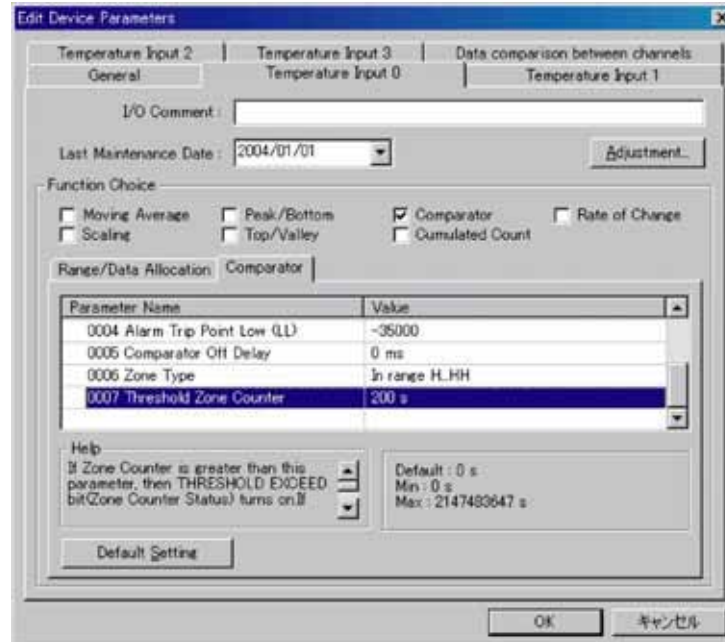 Edit Device Parameters
Temperature Input 2
Temperature Input 3
Data comparison between channels
General
Temperature Input 0
Temperature Input 1
I/O Comment :
Last Maintenance Date :
2004/01/01
Adjustment...
Function Choice
Moving Average
Peak/Bottom
Comparator
Rate of Change
Scaling
Top/Valley
Cumulated Count
Range/Data Allocation
Comparator
Parameter Name
Value
0004 Alarm Trip Point Low (LL)
-35000
0005 Comparator Off Delay
0 ms
0006 Zone Type
In range H..HH
0007 Threshold Zone Counter
200 s
Help
If Zone Counter is greater than this
parameter, then THRESHOLD EXCEED
bit(Zone Counter Status) turns on.If
Default : 0 s
Min : 0 s
Max : 2147483647 s
Default Setting
OK
キャンセル